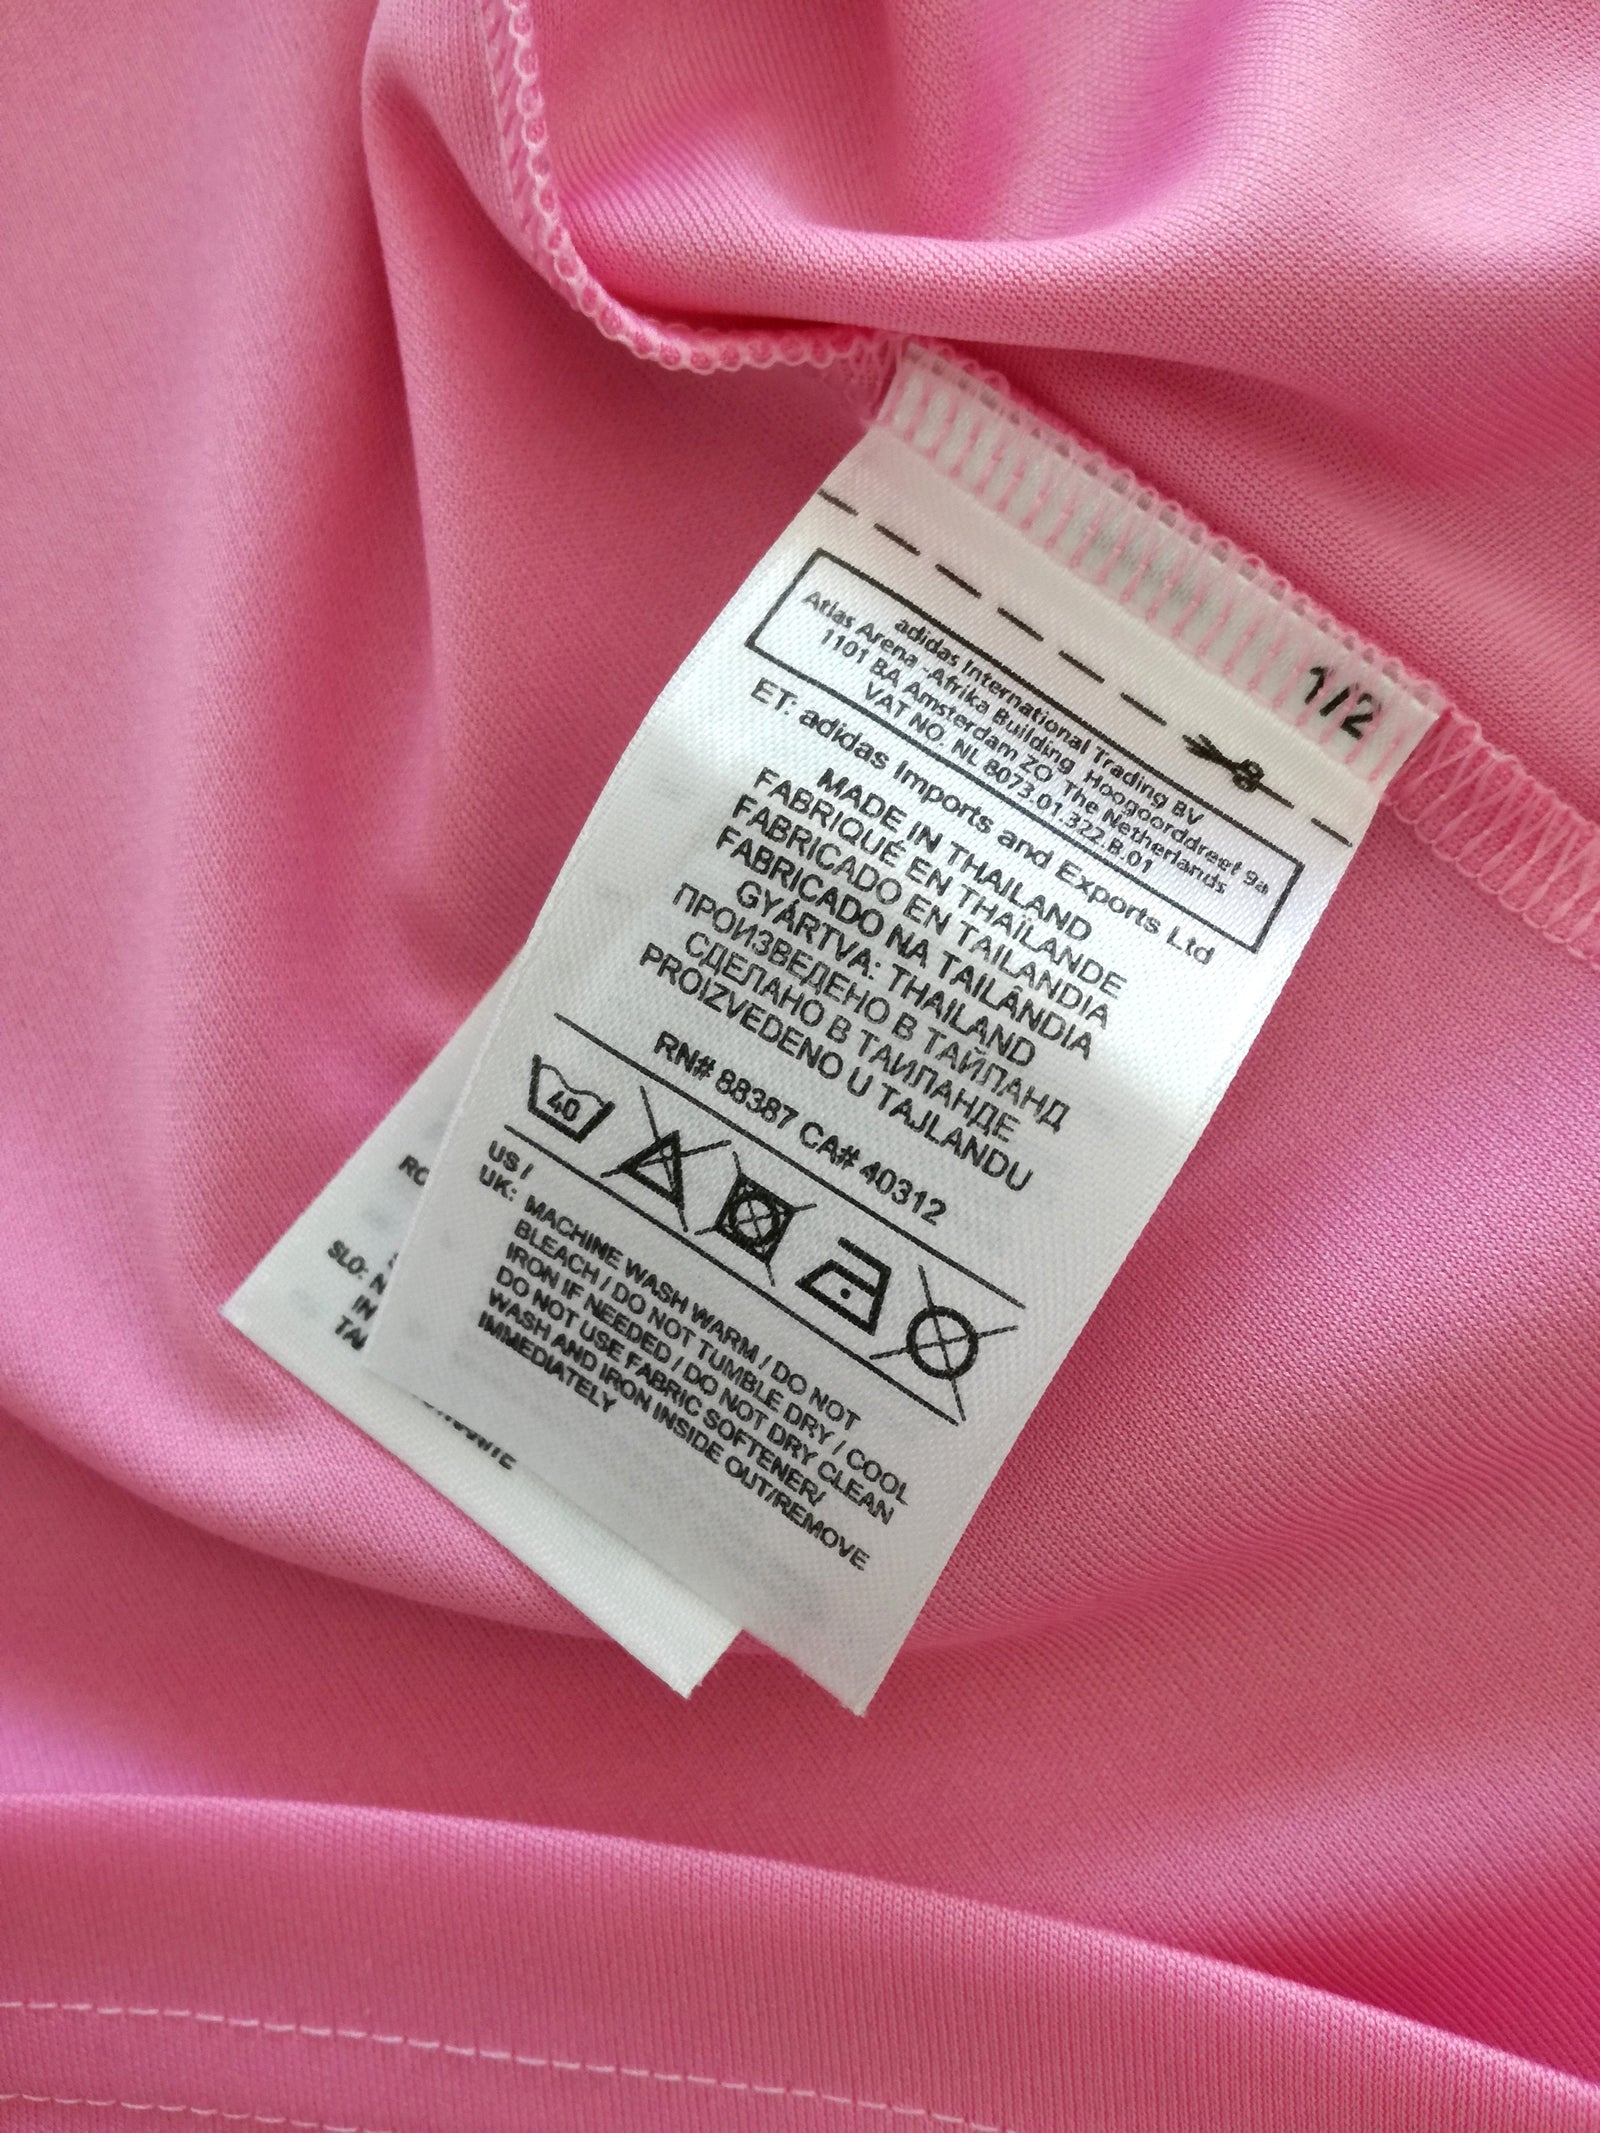 1/2
adidas International Trading BV
Atlas Arena -Afrika Building, Hoogoorddreef 9a
1101 BA Amsterdam ZO, The Netherlands
VAT NO. NL 8073.01.322.B.01
ET: adidas Imports and Exports Ltd
MADE IN THAILAND
FABRIQUÉ EN THAÏLANDE
FABRICADO EN TAILANDIA
FABRICADO NA TAILÂNDIA
GYÁRTVA: THAILAND
ПРОИЗВЕДЕНО В ТАЙЛАНД
СДЕЛАНО В ТАИЛАНДЕ
PROIZVEDENO U TAJLANDU
RN# 88387 CA# 40312
40
US /
UK: MACHINE WASH WARM / DO NOT
BLEACH / DO NOT TUMBLE DRY / COOL
IRON IF NEEDED / DO NOT DRY CLEAN
DO NOT USE FABRIC SOFTENER/
WASH AND IRON INSIDE OUT/REMOVE
IMMEDIATELY
SLO: N
IN